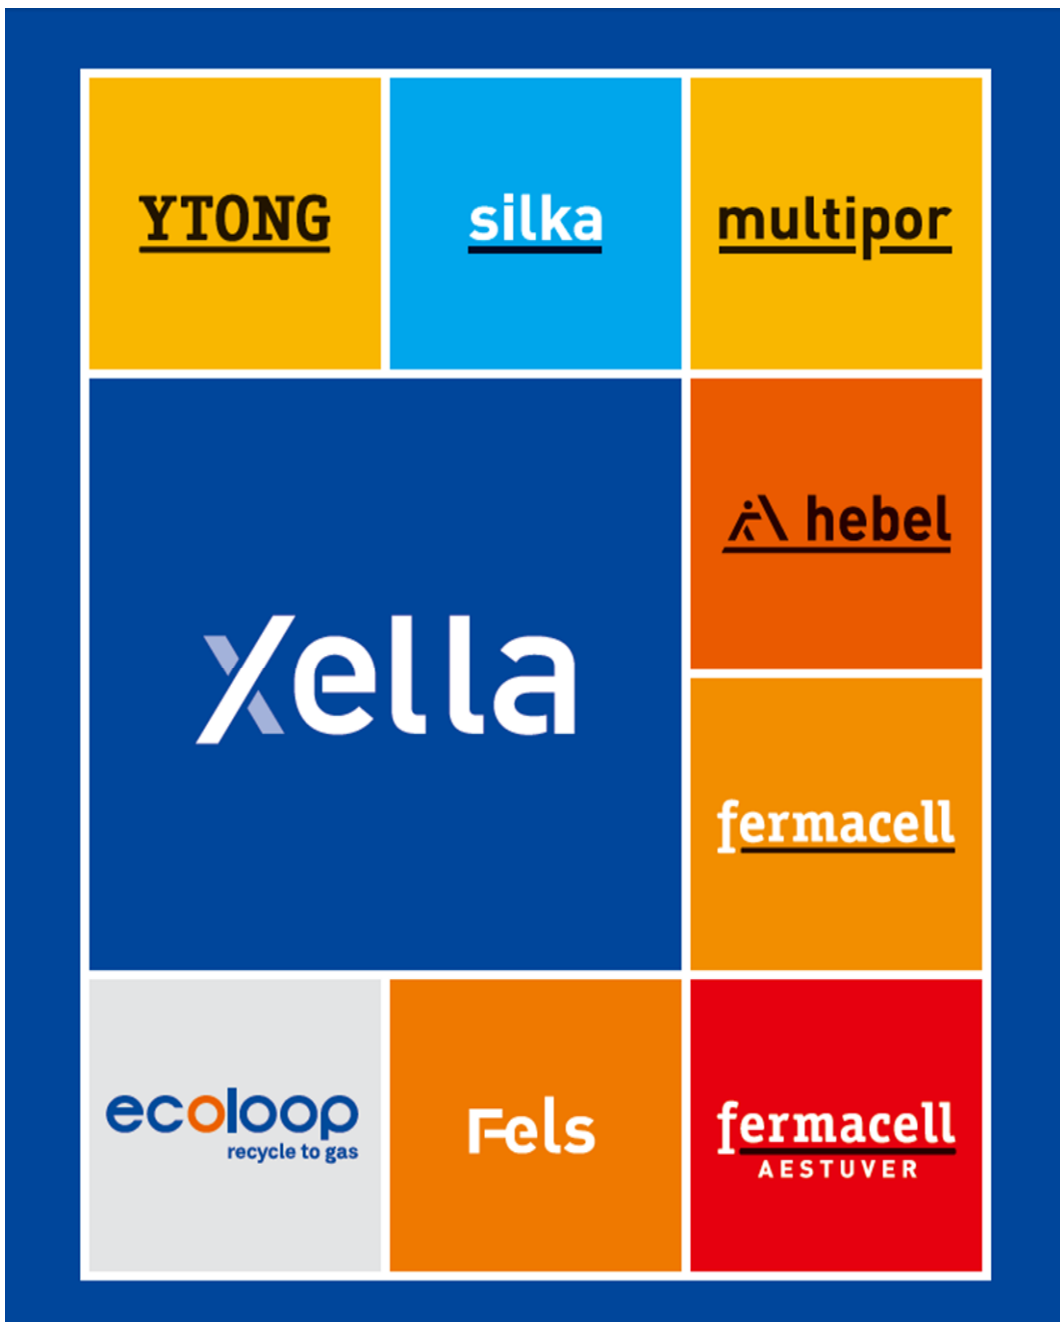 YTONG
silka
multipor
hebel
xella
fermacell
ecoloop
recycle to gas
Fels
fermacell
AESTUVER